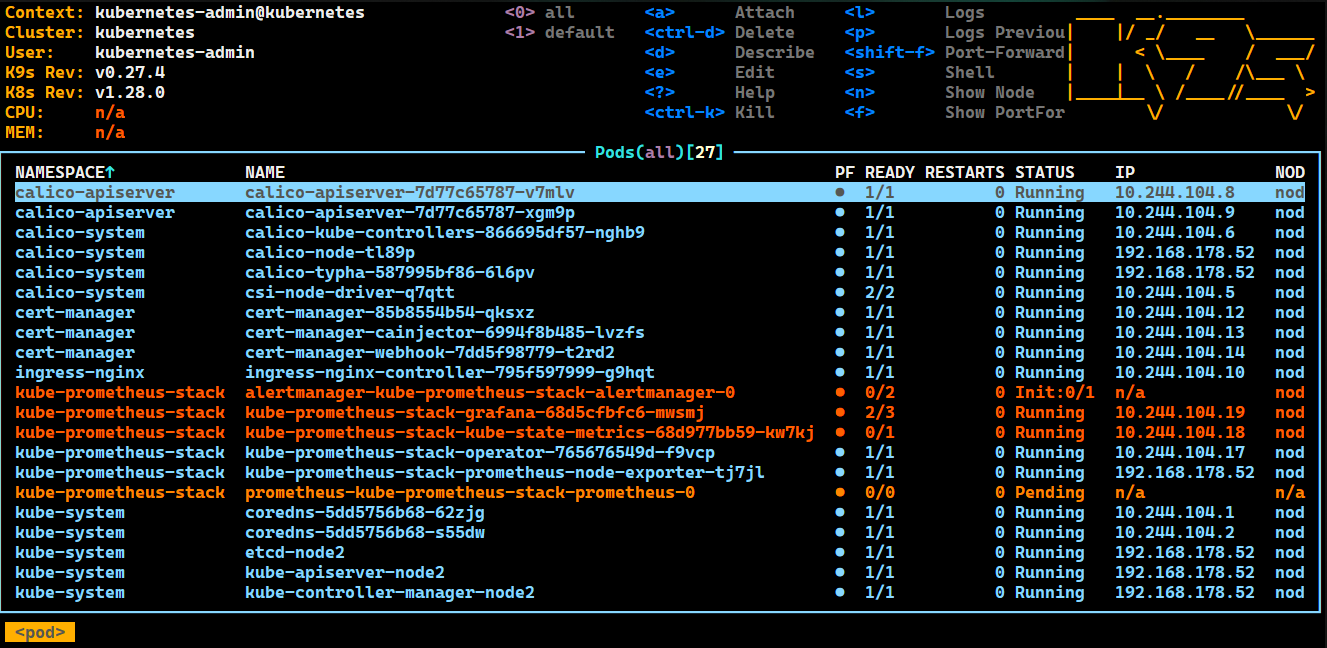 Context: kubernetes-admin@kubernetes <0> all <a> Attach <l> Logs
Cluster: kubernetes <1> default <ctrl-d> Delete <p> Logs Previou
User: kubernetes-admin <d> Describe <shift-f> Port-Forward
K9s Rev: v0.27.4 <e> Edit <s> Shell
K8s Rev: v1.28.0 <?> Help <n> Show Node
CPU: n/a <ctrl-k> Kill <f> Show PortFor
MEM: n/a
Pods(all)[27]
NAMESPACE↑ NAME PF READY RESTARTS STATUS IP NOD
calico-apiserver calico-apiserver-7d77c65787-v7mlv ● 1/1 0 Running 10.244.104.8 nod
calico-apiserver calico-apiserver-7d77c65787-xgm9p ● 1/1 0 Running 10.244.104.9 nod
calico-system calico-kube-controllers-866695df57-nghb9 ● 1/1 0 Running 10.244.104.6 nod
calico-system calico-node-tl89p ● 1/1 0 Running 192.168.178.52 nod
calico-system calico-typha-587995bf86-6l6pv ● 1/1 0 Running 192.168.178.52 nod
calico-system csi-node-driver-q7qtt ● 2/2 0 Running 10.244.104.5 nod
cert-manager cert-manager-85b8554b54-qksxz ● 1/1 0 Running 10.244.104.12 nod
cert-manager cert-manager-cainjector-6994f8b485-lvzfs ● 1/1 0 Running 10.244.104.13 nod
cert-manager cert-manager-webhook-7dd5f98779-t2rd2 ● 1/1 0 Running 10.244.104.14 nod
ingress-nginx ingress-nginx-controller-795f597999-g9hqt ● 1/1 0 Running 10.244.104.10 nod
kube-prometheus-stack alertmanager-kube-prometheus-stack-alertmanager-0 ● 0/2 0 Init:0/1 n/a nod
kube-prometheus-stack kube-prometheus-stack-grafana-68d5cfbfc6-mwsmj ● 2/3 0 Running 10.244.104.19 nod
kube-prometheus-stack kube-prometheus-stack-kube-state-metrics-68d977bb59-kw7kj ● 0/1 0 Running 10.244.104.18 nod
kube-prometheus-stack kube-prometheus-stack-operator-765676549d-f9vcp ● 1/1 0 Running 10.244.104.17 nod
kube-prometheus-stack kube-prometheus-stack-prometheus-node-exporter-tj7jl ● 1/1 0 Running 192.168.178.52 nod
kube-prometheus-stack prometheus-kube-prometheus-stack-prometheus-0 ● 0/0 0 Pending n/a n/a
kube-system coredns-5dd5756b68-62zjg ● 1/1 0 Running 10.244.104.1 nod
kube-system coredns-5dd5756b68-s55dw ● 1/1 0 Running 10.244.104.2 nod
kube-system etcd-node2 ● 1/1 0 Running 192.168.178.52 nod
kube-system kube-apiserver-node2 ● 1/1 0 Running 192.168.178.52 nod
kube-system kube-controller-manager-node2 ● 1/1 0 Running 192.168.178.52 nod
<pod>